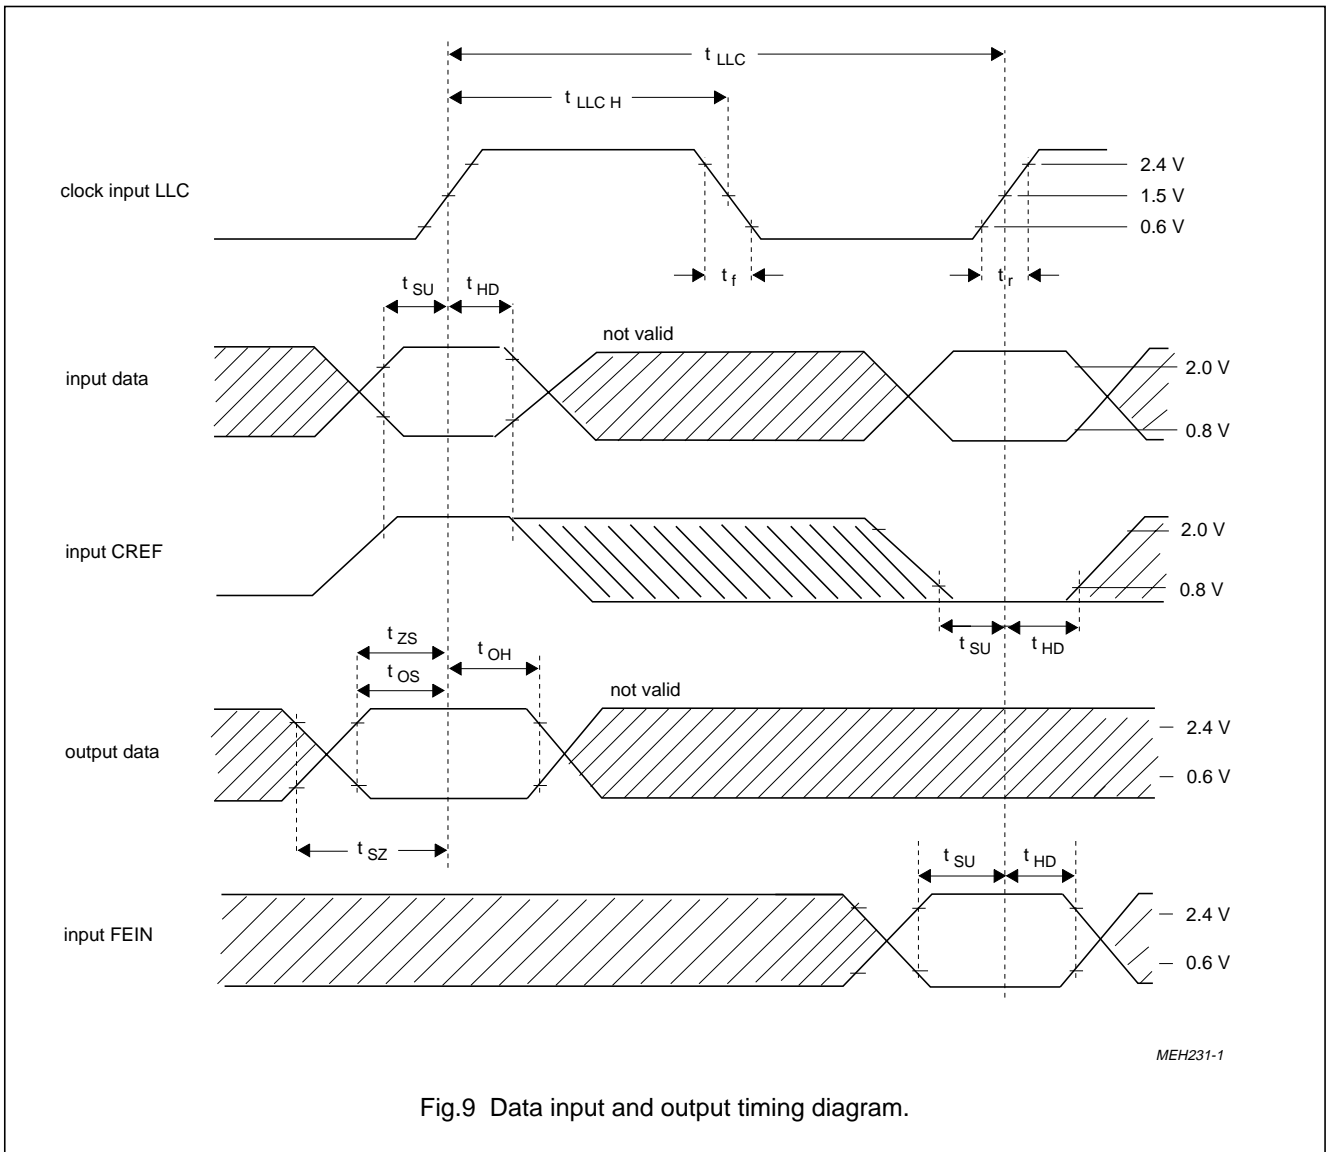 t LLC
t LLC H
clock input LLC
2.4 V
1.5 V
0.6 V
t f
t r
t SU
t HD
not valid
input data
2.0 V
0.8 V
input CREF
2.0 V
0.8 V
t SU
t HD
t ZS
t OH
t OS
not valid
output data
2.4 V
0.6 V
t SZ
t SU
t HD
input FEIN
2.4 V
0.6 V
MEH231-1
Fig.9 Data input and output timing diagram.